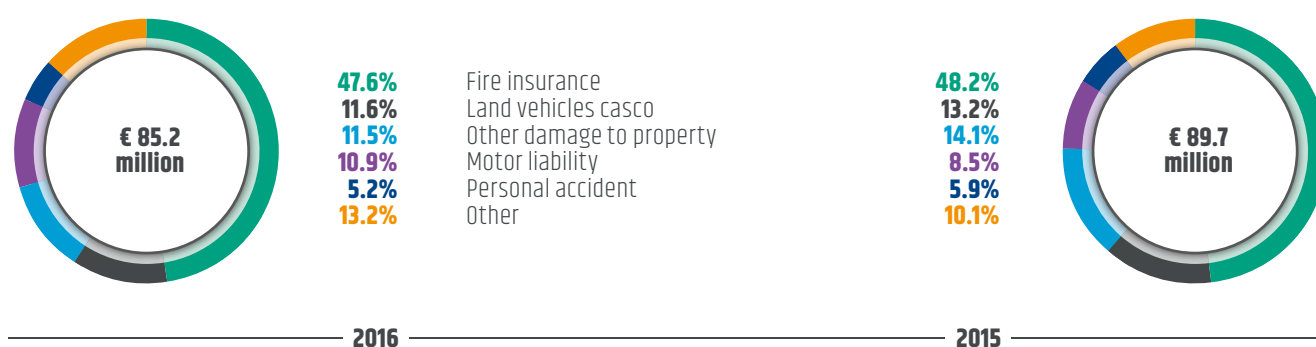 € 85.2
million
47.6% Fire insurance 48.2%
11.6% Land vehicles casco 13.2%
11.5% Other damage to property 14.1%
10.9% Motor liability 8.5%
5.2% Personal accident 5.9%
13.2% Other 10.1%
€ 89.7
million
2016 2015